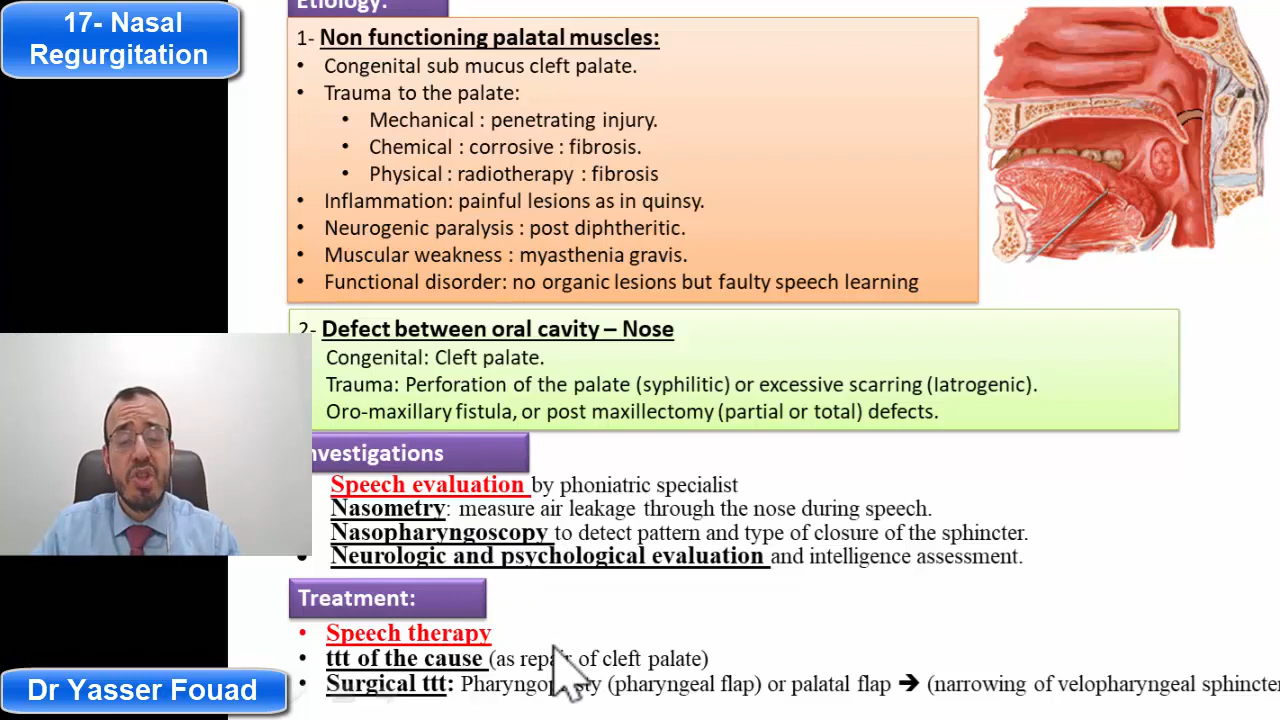 17- Nasal
Regurgitation
Etiology:
1- Non functioning palatal muscles:
• Congenital sub mucus cleft palate.
• Trauma to the palate:
• Mechanical : penetrating injury.
• Chemical : corrosive : fibrosis.
• Physical : radiotherapy : fibrosis
• Inflammation: painful lesions as in quinsy.
• Neurogenic paralysis : post diphtheritic.
• Muscular weakness : myasthenia gravis.
• Functional disorder: no organic lesions but faulty speech learning
2- Defect between oral cavity – Nose
Congenital: Cleft palate.
Trauma: Perforation of the palate (syphilitic) or excessive scarring (Iatrogenic).
Oro-maxillary fistula, or post maxillectomy (partial or total) defects.
nvestigations
Speech evaluation by phoniatric specialist
Nasometry: measure air leakage through the nose during speech.
Nasopharyngoscopy to detect pattern and type of closure of the sphincter.
• Neurologic and psychological evaluation and intelligence assessment.
Treatment:
• Speech therapy
• ttt of the cause (as repair of cleft palate)
• Surgical ttt: (pharyngeal flap) or palatal flap ➔ (narrowing of velopharyngeal sphincter
Dr Yasser Fouad